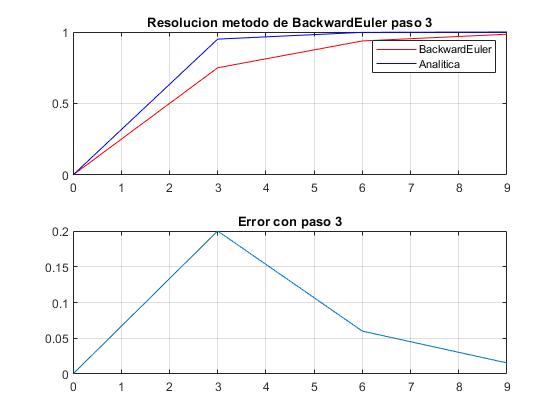 Resolucion metodo de BackwardEuler paso 3
1
BackwardEuler
Analitica
0.5
0
0 1 2 3 4 5 6 7 8 9
Error con paso 3
0.2
0.15
0.1
0.05
0
0 1 2 3 4 5 6 7 8 9